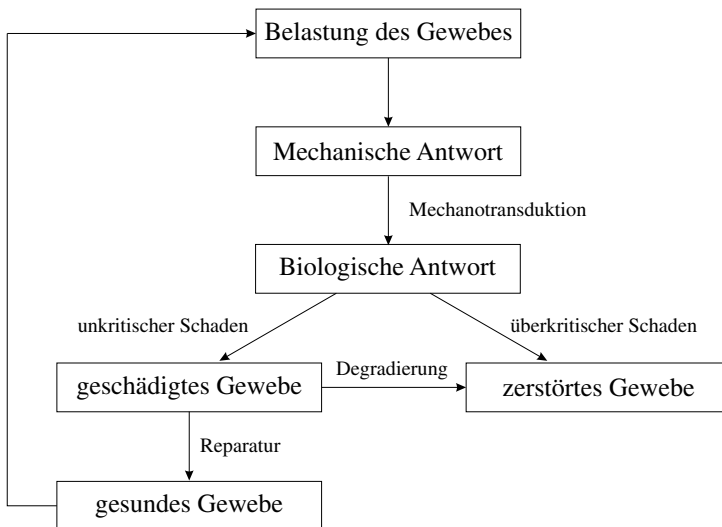 Belastung des Gewebes
Mechanische Antwort
Mechanotransduktion
Biologische Antwort
unkritischer Schaden
überkritischer Schaden
geschädigtes Gewebe
Degradierung
zerstörtes Gewebe
Reparatur
gesundes Gewebe